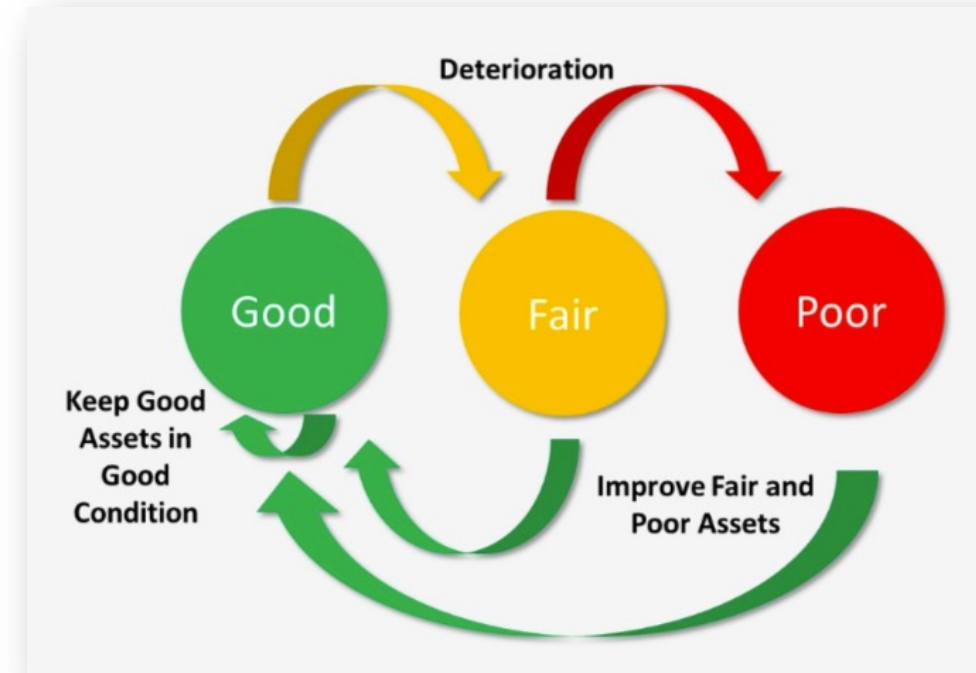 Deterioration
Good
Fair
Poor
Keep Good
Assets in
Good
Condition
Improve Fair and
Poor Assets